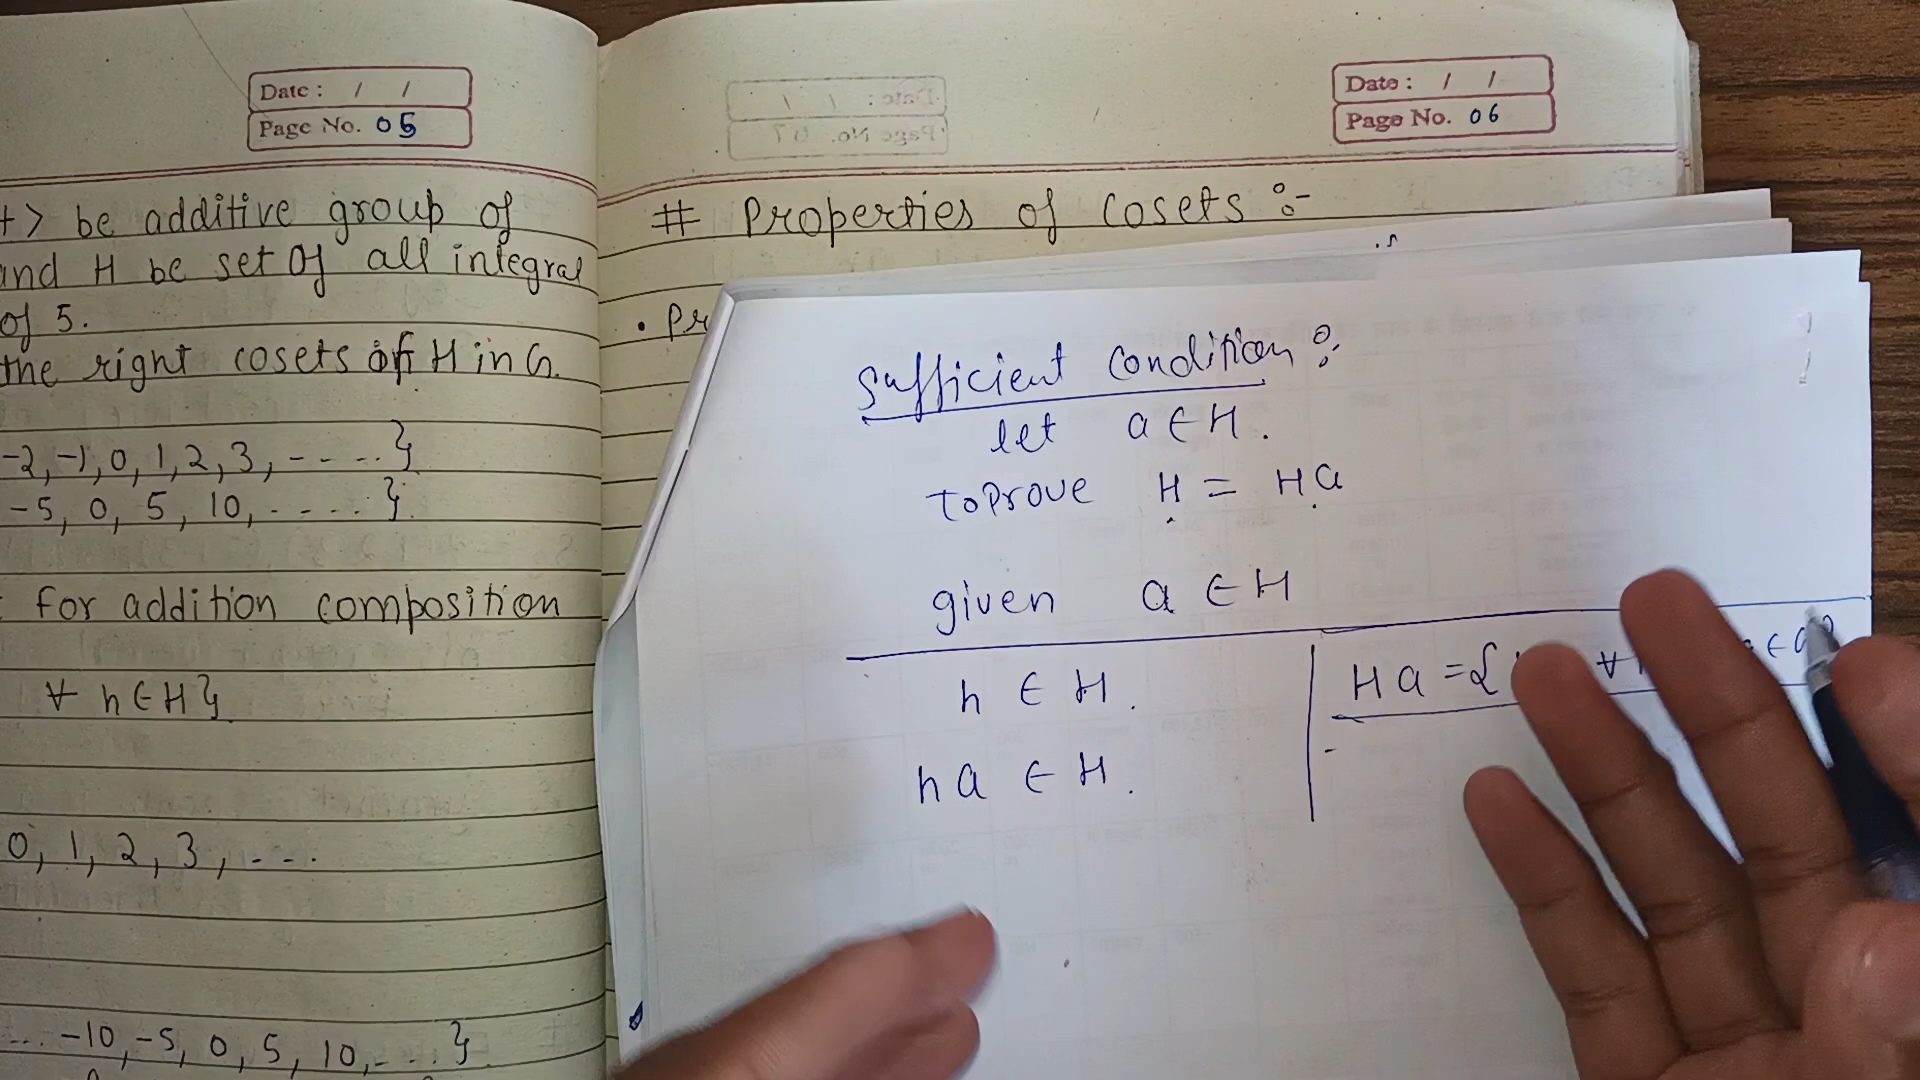 Date : / /
Page No. 05
+> be additive group of
and H be set of all integral
of 5.
the right cosets of H in G.
-2, -1, 0, 1, 2, 3, - - - - }
-5, 0, 5, 10, - - - - }.
for addition composition
∀ h ∈ H}.
0, 1, 2, 3, - - -
... -10, -5, 0, 5, 10, - - - }
Date : / /
Page No. 06
# Properties of cosets :-
• Pr
Sufficient condition :
let a ∈ H.
to prove H = Ha
given a ∈ H
h ∈ H.
ha ∈ H.
Ha = { ∀ ∈